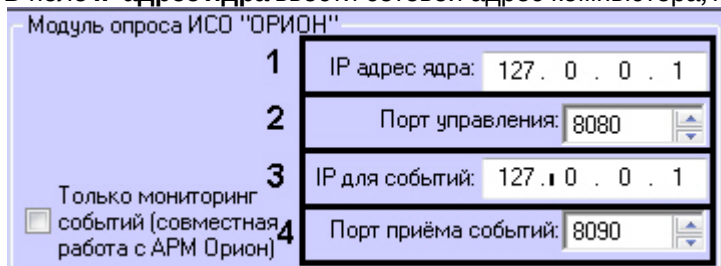 Модуль опроса ИСО "ОРИОН"
1 IP адрес ядра: 127 . 0 . 0 . 1
2 Порт управления: 8080
3 IP для событий: 127 . 0 . 0 . 1
Только мониторинг
событий (совместная
работа с АРМ Орион)
4 Порт приёма событий: 8090